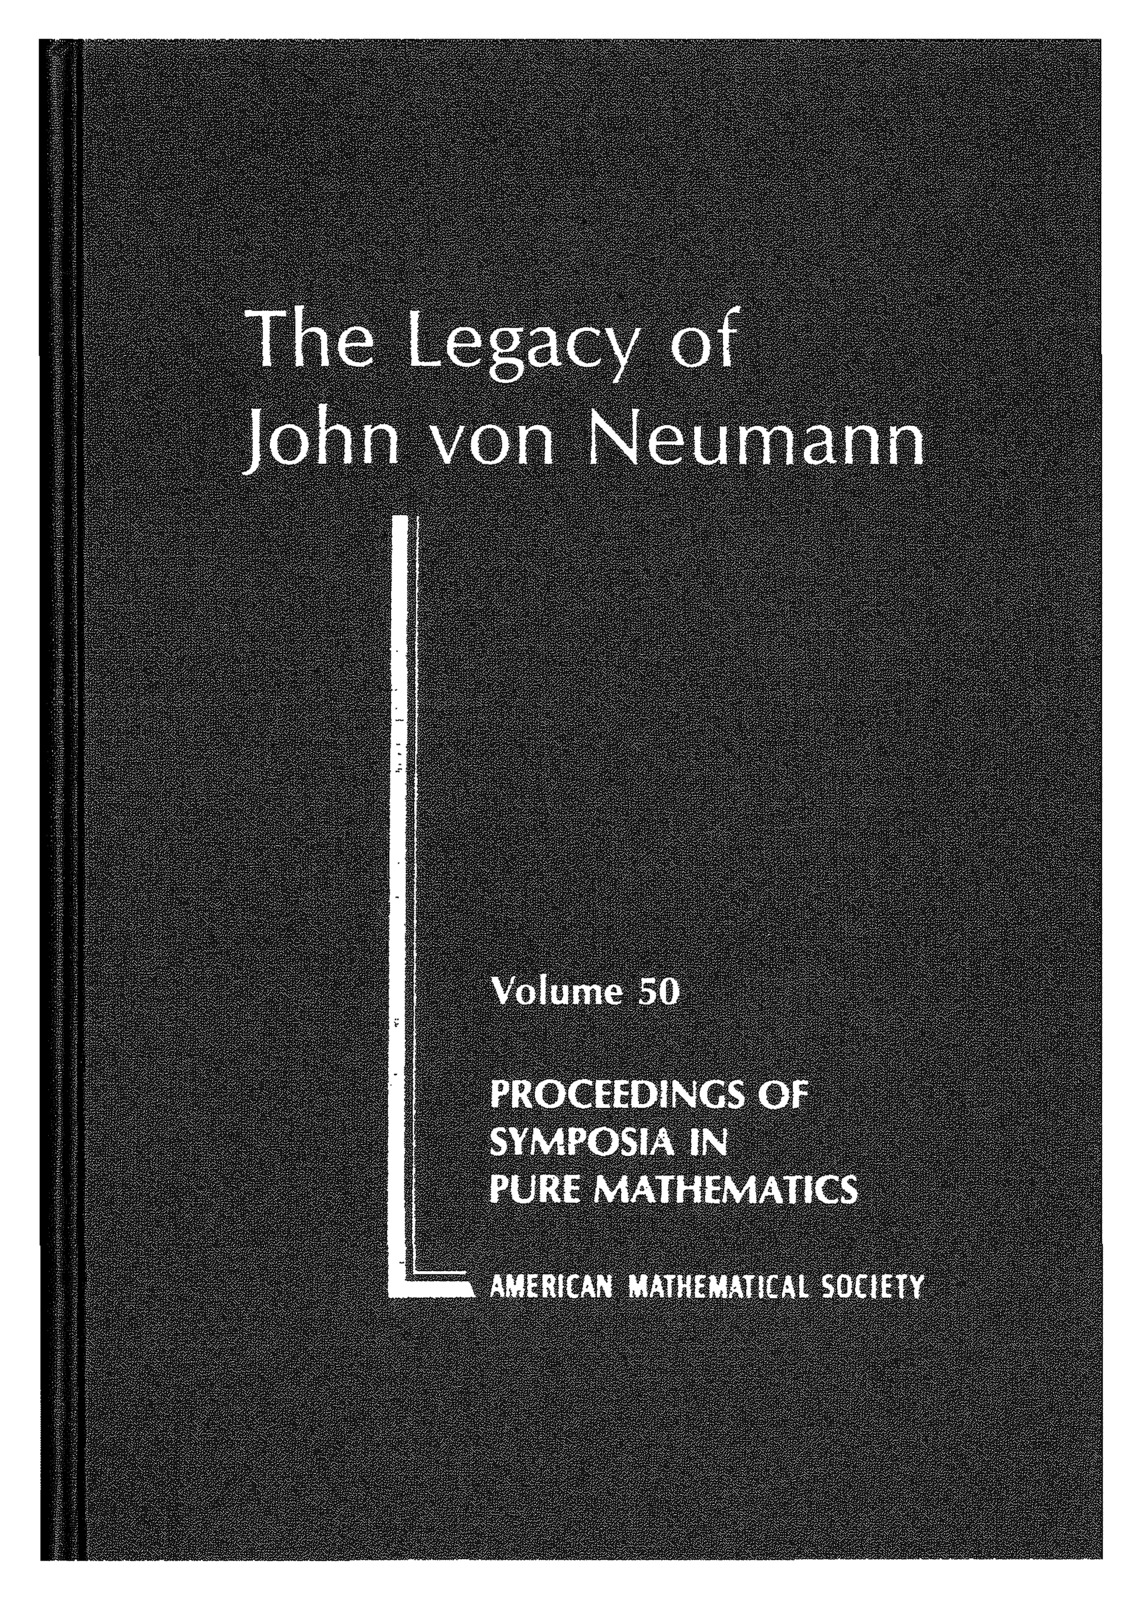 The Legacy of
John von Neumann
Volume 50
PROCEEDINGS OF
SYMPOSIA IN
PURE MATHEMATICS
AMERICAN MATHEMATICAL SOCIETY